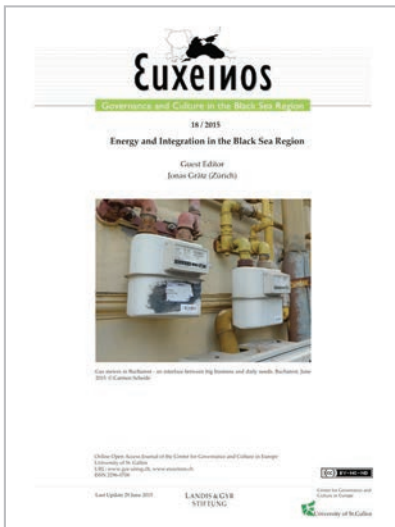 Euxeinos
Governance and Culture in the Black Sea Region
18 / 2015
Energy and Integration in the Black Sea Region
Guest Editor
Jonas Grätz (Zürich)
Gas meters in Bucharest - an interface between big business and daily needs. Bucharest, June
2015 © Carmen Scheide
Online Open Access Journal of the Center for Governance and Culture in Europe
University of St.Gallen
URL: www.gce.unisg.ch, www.euxeinos.ch
ISSN 2296-0708
CC BY-NC-ND
Last Update 29 June 2015
LANDIS & GYR
STIFTUNG
Center for Governance and
Culture in Europe
University of St.Gallen